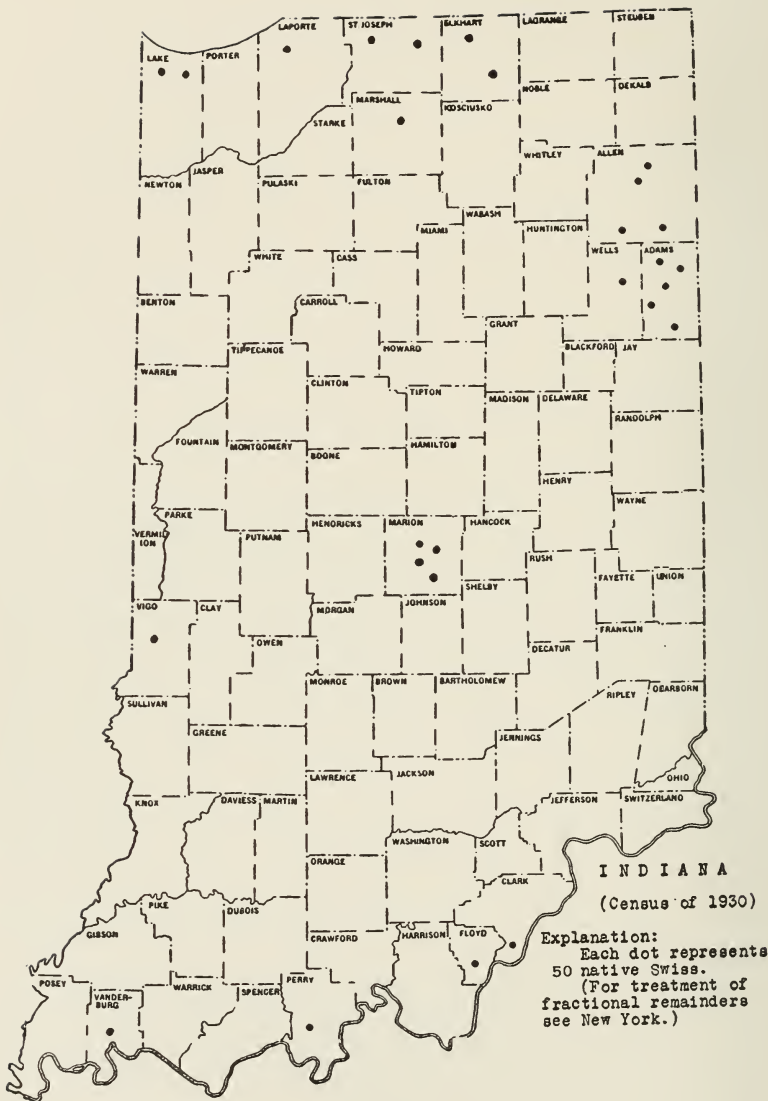 LAPORTE ST JOSEPH ELKHART LAGRANGE STEUBEN
LAKE PORTER
NOBLE DEKALB
MARSHALL KOSCIUSKO
STARKE
WHITLEY ALLEN
NEWTON JASPER PULASKI FULTON
WABASH
MIAMI HUNTINGTON
WELLS ADAMS
WHITE CASS
BENTON CARROLL
GRANT
TIPPECANOE HOWARD BLACKFORD JAY
WARREN
CLINTON TIPTON MADISON DELAWARE
RANDOLPH
FOUNTAIN MONTGOMERY BOONE HAMILTON
HENRY
WAYNE
PARKE HENDRICKS MARION HANCOCK
VERMIL
ION
PUTNAM
RUSH
FAYETTE UNION
SHELBY
VIGO CLAY MORGAN JOHNSON
FRANKLIN
OWEN DECATUR
MONROE BROWN BARTHOLOMEW
RIPLEY DEARBORN
SULLIVAN
GREENE JENNINGS
LAWRENCE JACKSON
OHIO
KNOX DAVIESS MARTIN JEFFERSON SWITZERLAND
WASHINGTON SCOTT
ORANGE
CLARK
PIKE DUBOIS
GIBSON CRAWFORD HARRISON FLOYD
POSEY VANDER-
BURG
WARRICK SPENCER PERRY
INDIANA
(Census of 1930)
Explanation:
Each dot represents
50 native Swiss.
(For treatment of
fractional remainders
see New York.)